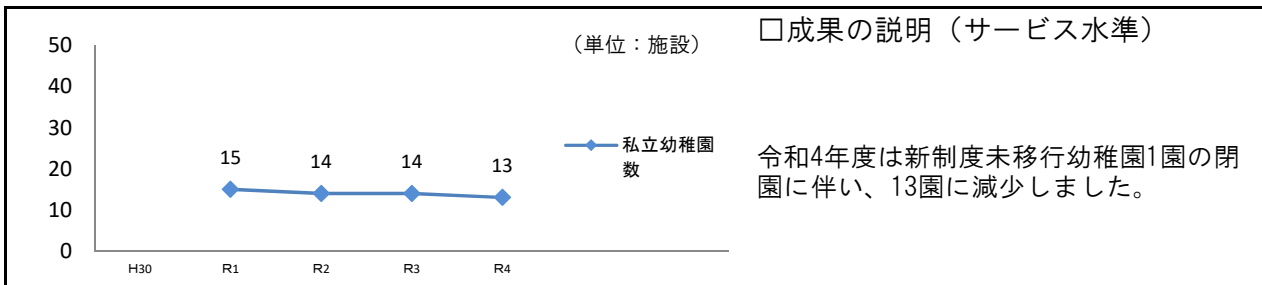 50
40
30
20
10
0
(単位：施設)
15
14
14
13
H30
R1
R2
R3
R4
私立幼稚園
数
□成果の説明（サービス水準）
令和4年度は新制度未移行幼稚園1園の閉
園に伴い、13園に減少しました。